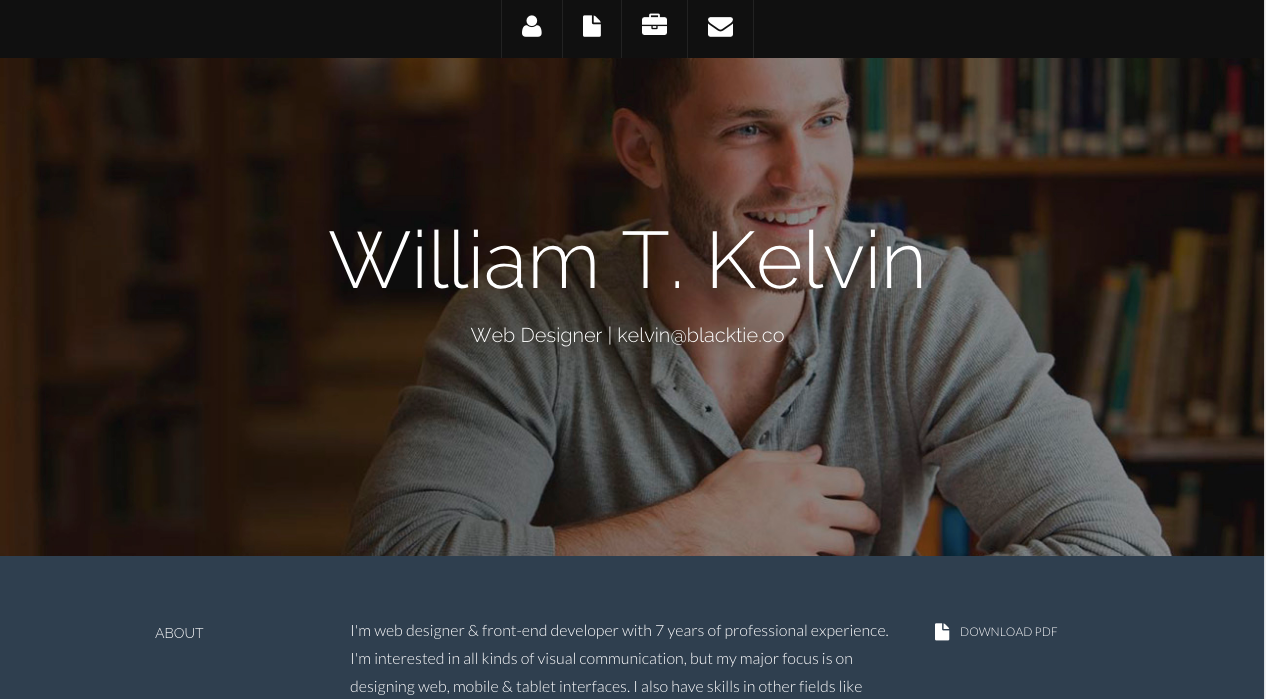 William T. Kelvin
Web Designer | kelvin@blacktie.co
ABOUT
I'm web designer & front-end developer with 7 years of professional experience.
I'm interested in all kinds of visual communication, but my major focus is on
designing web, mobile & tablet interfaces. I also have skills in other fields like
DOWNLOAD PDF